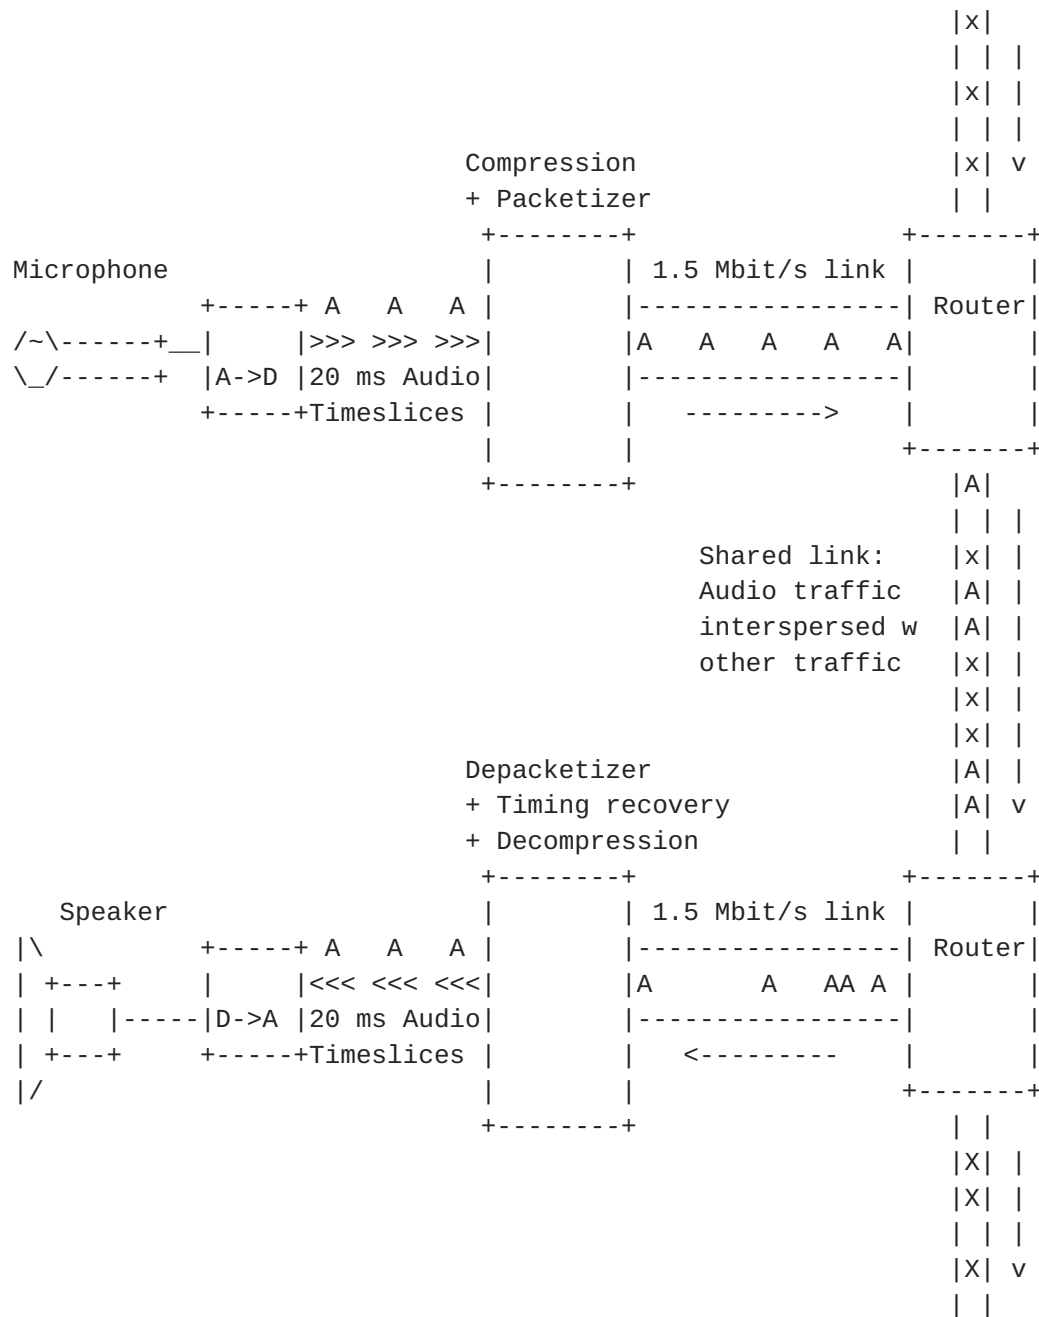 |x|
                                                            | | |
                                                            |x| |
                                                            | | |
                             Compression                    |x| v
                             + Packetizer                   | |
                              +--------+                 +-------+
Microphone                    |        | 1.5 Mbit/s link |       |
            +-----+ A   A   A |        |-----------------| Router|
/~\------+__|     |>>> >>> >>>|        |A   A   A   A   A|       |
\_/------+  |A->D |20 ms Audio|        |-----------------|       |
            +-----+Timeslices |        |   --------->    |       |
                              |        |                 +-------+
                              +--------+                    |A|
                                                            | | |
                                            Shared link:    |x| |
                                            Audio traffic   |A| |
                                            interspersed w  |A| |
                                            other traffic   |x| |
                                                            |x| |
                                                            |x| |
                             Depacketizer                   |A| |
                             + Timing recovery              |A| v
                             + Decompression                | |
                              +--------+                 +-------+
   Speaker                    |        | 1.5 Mbit/s link |       |
|\          +-----+ A   A   A |        |-----------------| Router|
| +---+     |     |<<< <<< <<<|        |A       A   AA A |       |
| |   |-----|D->A |20 ms Audio|        |-----------------|       |
| +---+     +-----+Timeslices |        |   <---------    |       |
|/                            |        |                 +-------+
                              +--------+                    | |
                                                            |X| |
                                                            |X| |
                                                            | | |
                                                            |X| v
                                                            | |